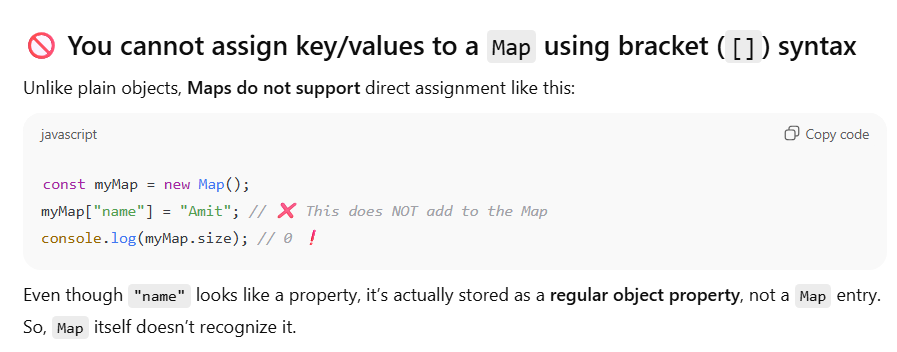 🚫 You cannot assign key/values to a Map using bracket ([]) syntax
Unlike plain objects, Maps do not support direct assignment like this:
javascript
Copy code
const myMap = new Map();
myMap["name"] = "Amit"; // ❌ This does NOT add to the Map
console.log(myMap.size); // 0 ❗
Even though "name" looks like a property, it’s actually stored as a regular object property, not a Map entry.
So, Map itself doesn’t recognize it.